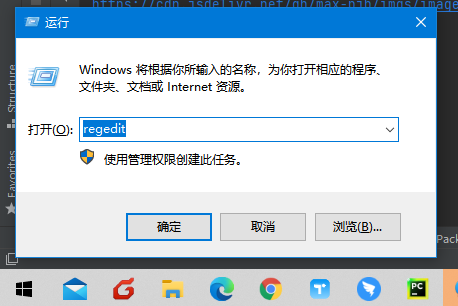 https://cdn.jsdelivr.net/gh/max-njb/imgs/image
运行
Windows 将根据你所输入的名称，为你打开相应的程序、
文件夹、文档或 Internet 资源。
打开(O):
regedit
使用管理权限创建此任务。
确定
取消
浏览(B)...
Structure
Favorites
Pack
PC